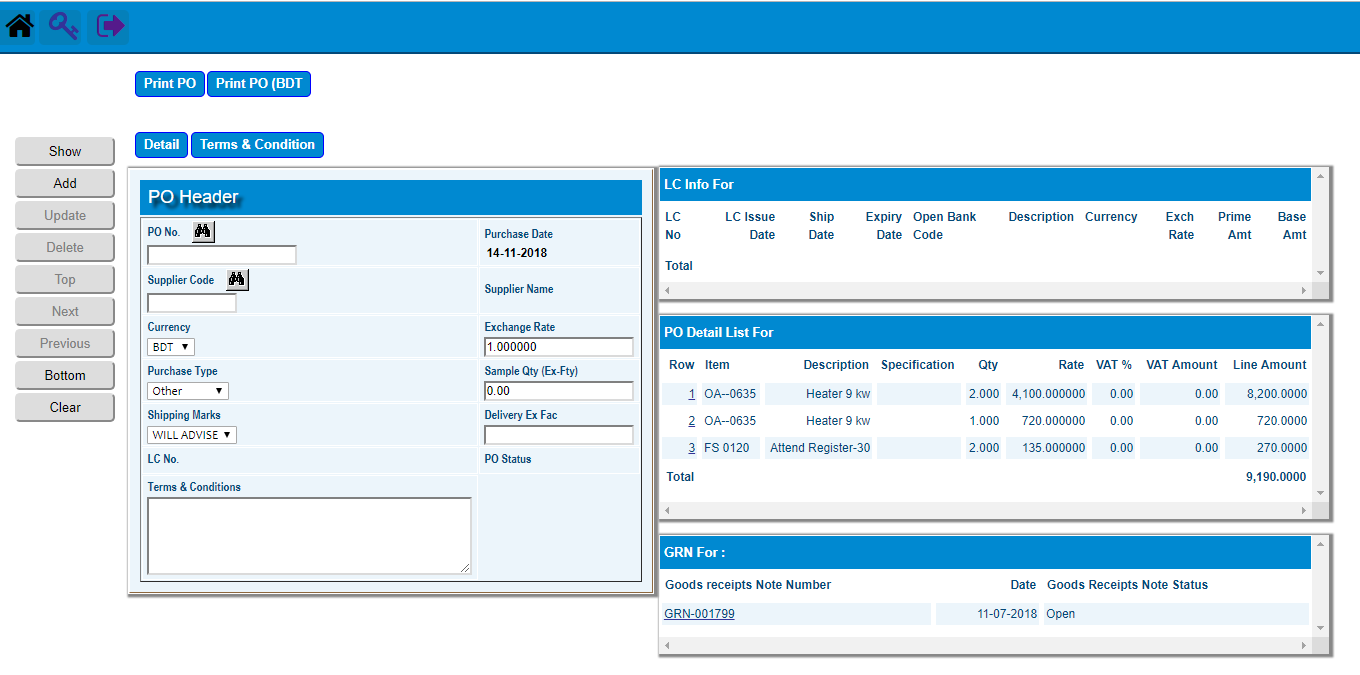 Print PO Print PO (BDT
Detail Terms & Condition
Show
Add
Update
Delete
Top
Next
Previous
Bottom
Clear
PO Header
PO No.
Purchase Date
14-11-2018
Supplier Code
Supplier Name
Currency
Exchange Rate
BDT
1.000000
Purchase Type
Sample Qty (Ex-Fty)
Other
0.00
Shipping Marks
Delivery Ex Fac
WILL ADVISE
LC No.
PO Status
Terms & Conditions
LC Info For
LC LC Issue Ship Expiry Open Bank Description Currency Exch Prime Base
No Date Date Date Code Rate Amt Amt
Total
PO Detail List For
Row Item Description Specification Qty Rate VAT % VAT Amount Line Amount
1 OA--0635 Heater 9 kw 2.000 4,100.000000 0.00 0.00 8,200.0000
2 OA--0635 Heater 9 kw 1.000 720.000000 0.00 0.00 720.0000
3 FS 0120 Attend Register-30 2.000 135.000000 0.00 0.00 270.0000
Total 9,190.0000
GRN For :
Goods receipts Note Number Date Goods Receipts Note Status
GRN-001799 11-07-2018 Open